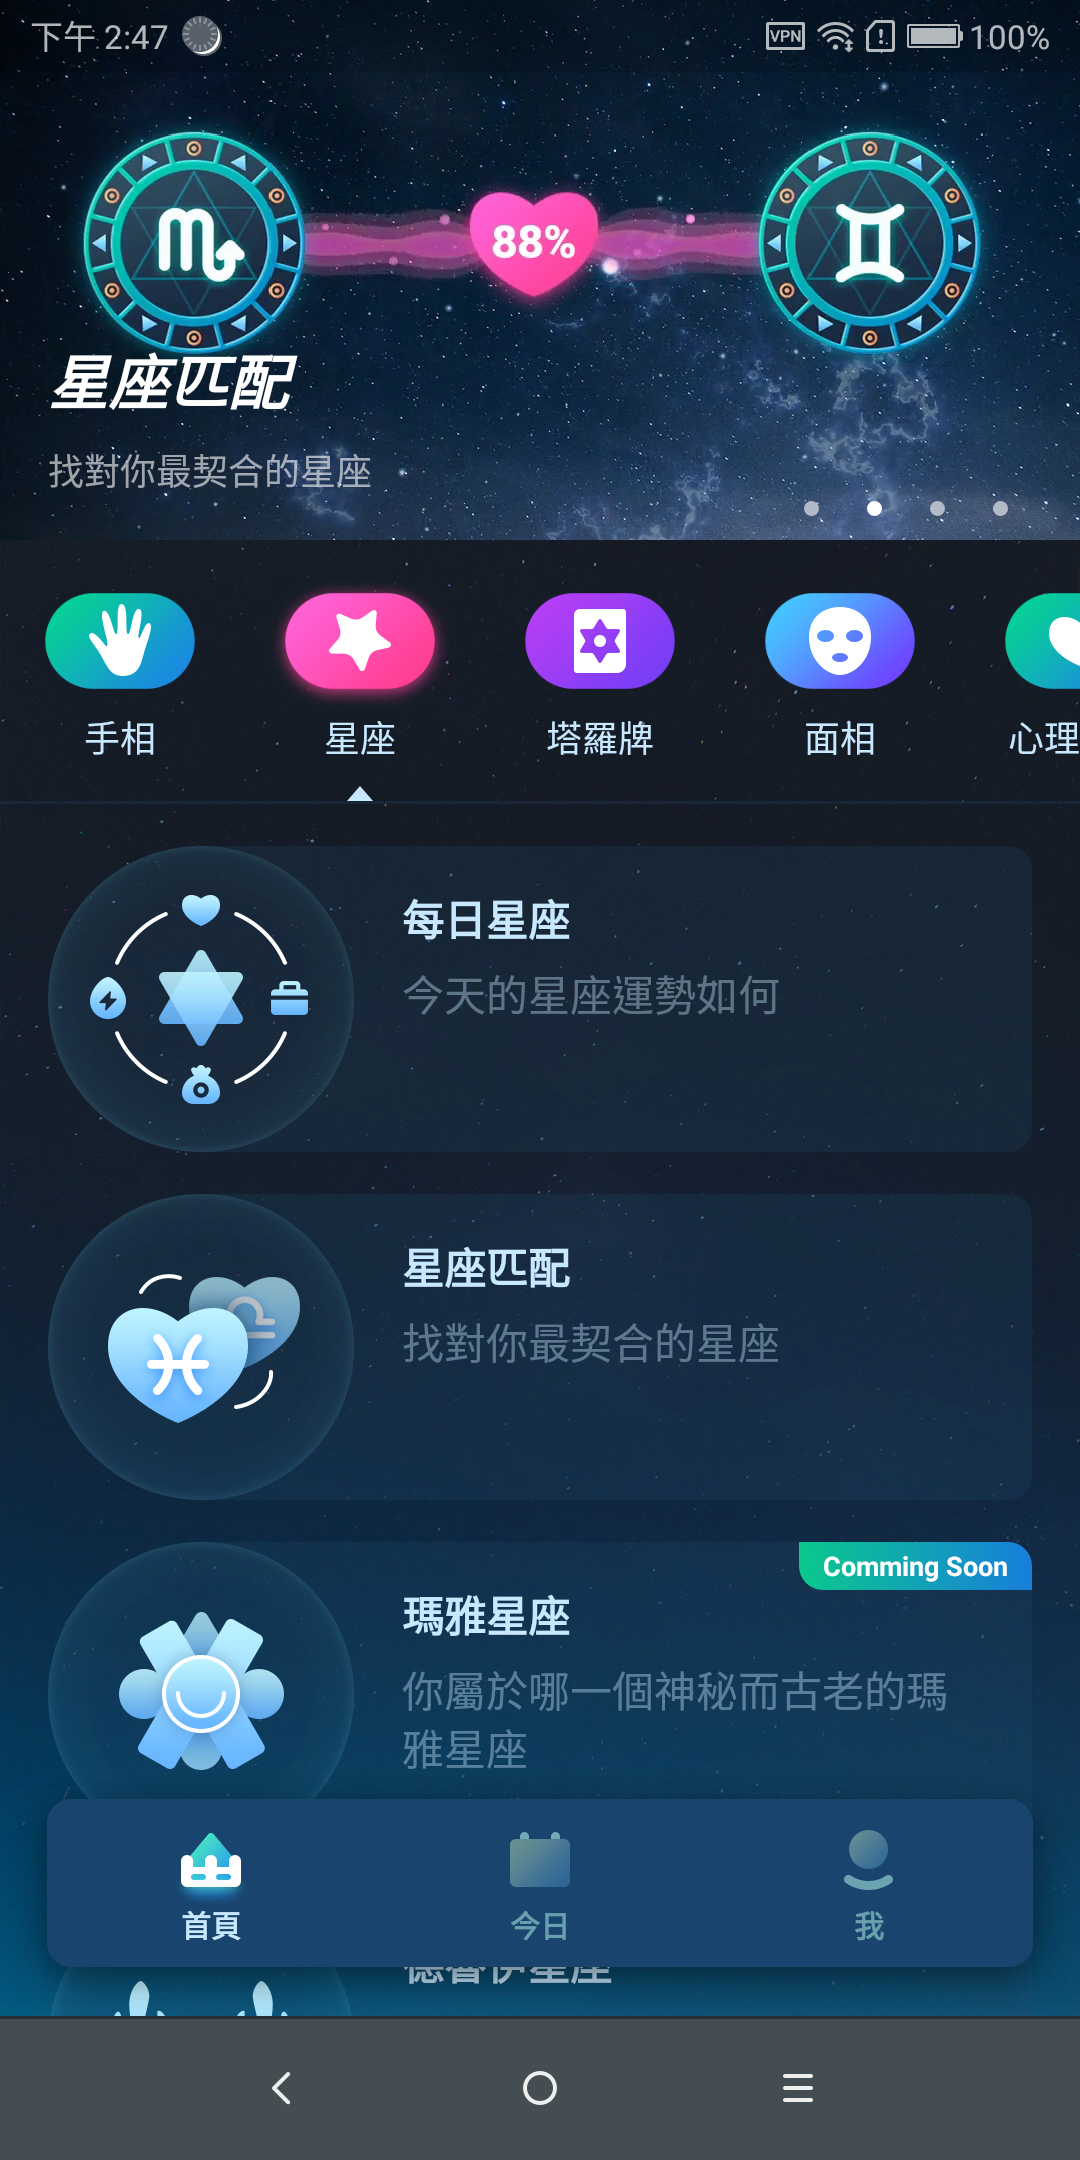 下午 2:47
VPN
100%
88%
星座匹配
找對你最契合的星座
手相
星座
塔羅牌
面相
心理
每日星座
今天的星座運勢如何
星座匹配
找對你最契合的星座
Comming Soon
瑪雅星座
你屬於哪一個神秘而古老的瑪
雅星座
首頁
今日
我